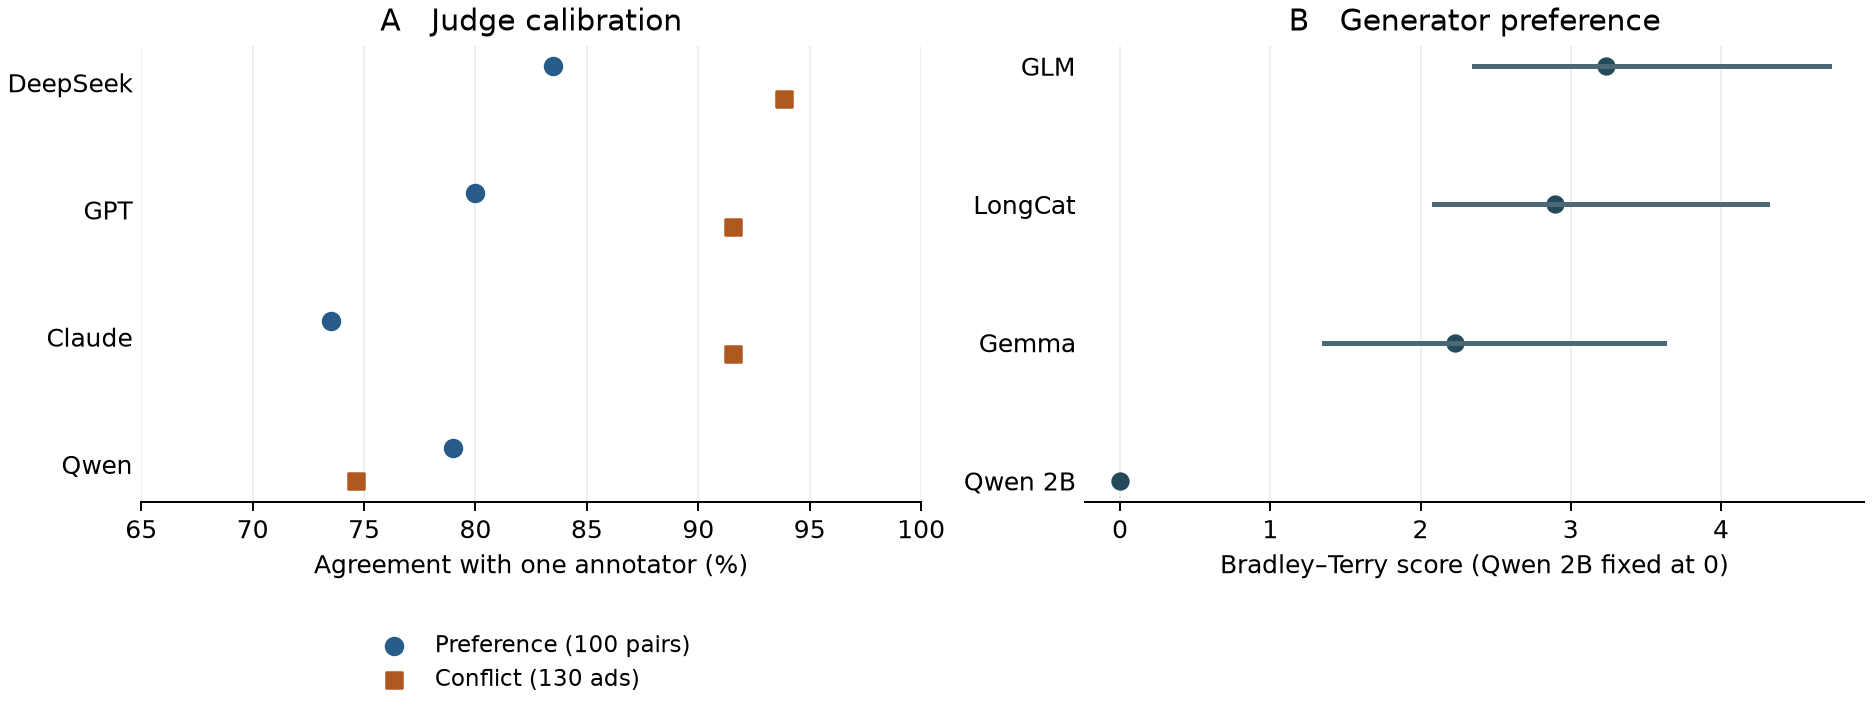 A Judge calibration
DeepSeek
GPT
Claude
Qwen
65 70 75 80 85 90 95 100
Agreement with one annotator (%)
Preference (100 pairs)
Conflict (130 ads)
B Generator preference
GLM
LongCat
Gemma
Qwen 2B
0 1 2 3 4
Bradley–Terry score (Qwen 2B fixed at 0)